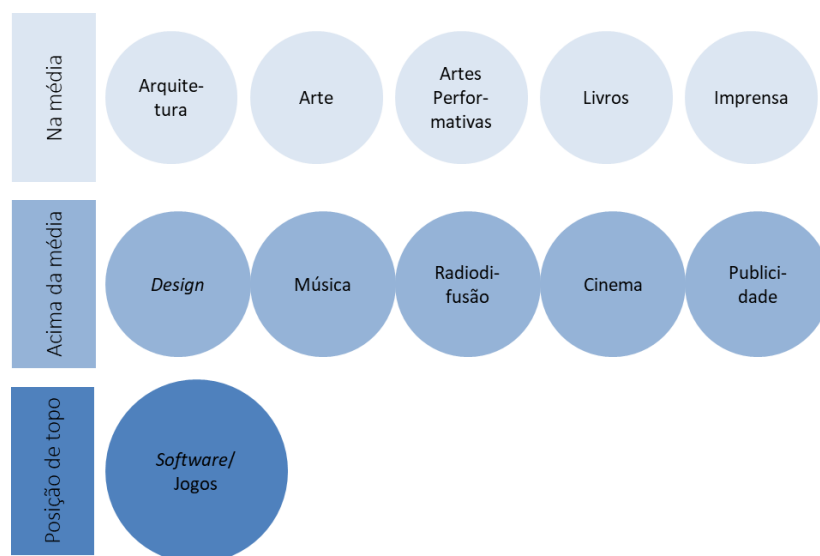 Na média
Arquite-
tura
Arte
Artes
Perfor-
mativas
Livros
Imprensa
Acima da média
Design
Música
Radiodi-
fusão
Cinema
Publici-
dade
Posição de topo
Software/
Jogos